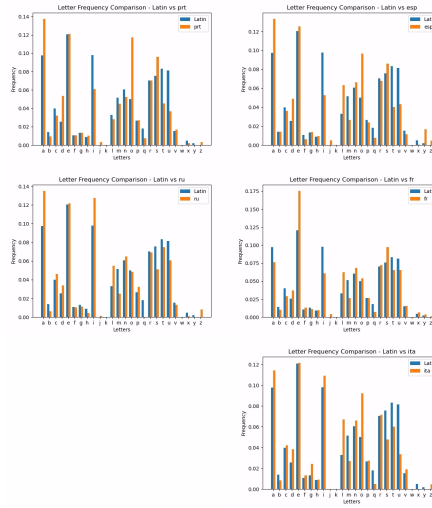 Letter Frequency Comparison - Latin vs prt
Latin
prt
Frequency
0.14
0.12
0.10
0.08
0.06
0.04
0.02
0.00
a b c d e f g h i j k l m n o p q r s t u v w x y z
Letters
Letter Frequency Comparison - Latin vs esp
Latin
esp
Frequency
0.12
0.10
0.08
0.06
0.04
0.02
0.00
a b c d e f g h i j k l m n o p q r s t u v w x y z
Letters
Letter Frequency Comparison - Latin vs ru
Latin
ru
Frequency
0.14
0.12
0.10
0.08
0.06
0.04
0.02
0.00
a b c d e f g h i j k l m n o p q r s t u v w x y z
Letters
Letter Frequency Comparison - Latin vs fr
Latin
fr
Frequency
0.175
0.150
0.125
0.100
0.075
0.050
0.025
0.000
a b c d e f g h i j k l m n o p q r s t u v w x y z
Letters
Letter Frequency Comparison - Latin vs ita
Latin
ita
Frequency
0.12
0.10
0.08
0.06
0.04
0.02
0.00
a b c d e f g h i j k l m n o p q r s t u v w x y z
Letters